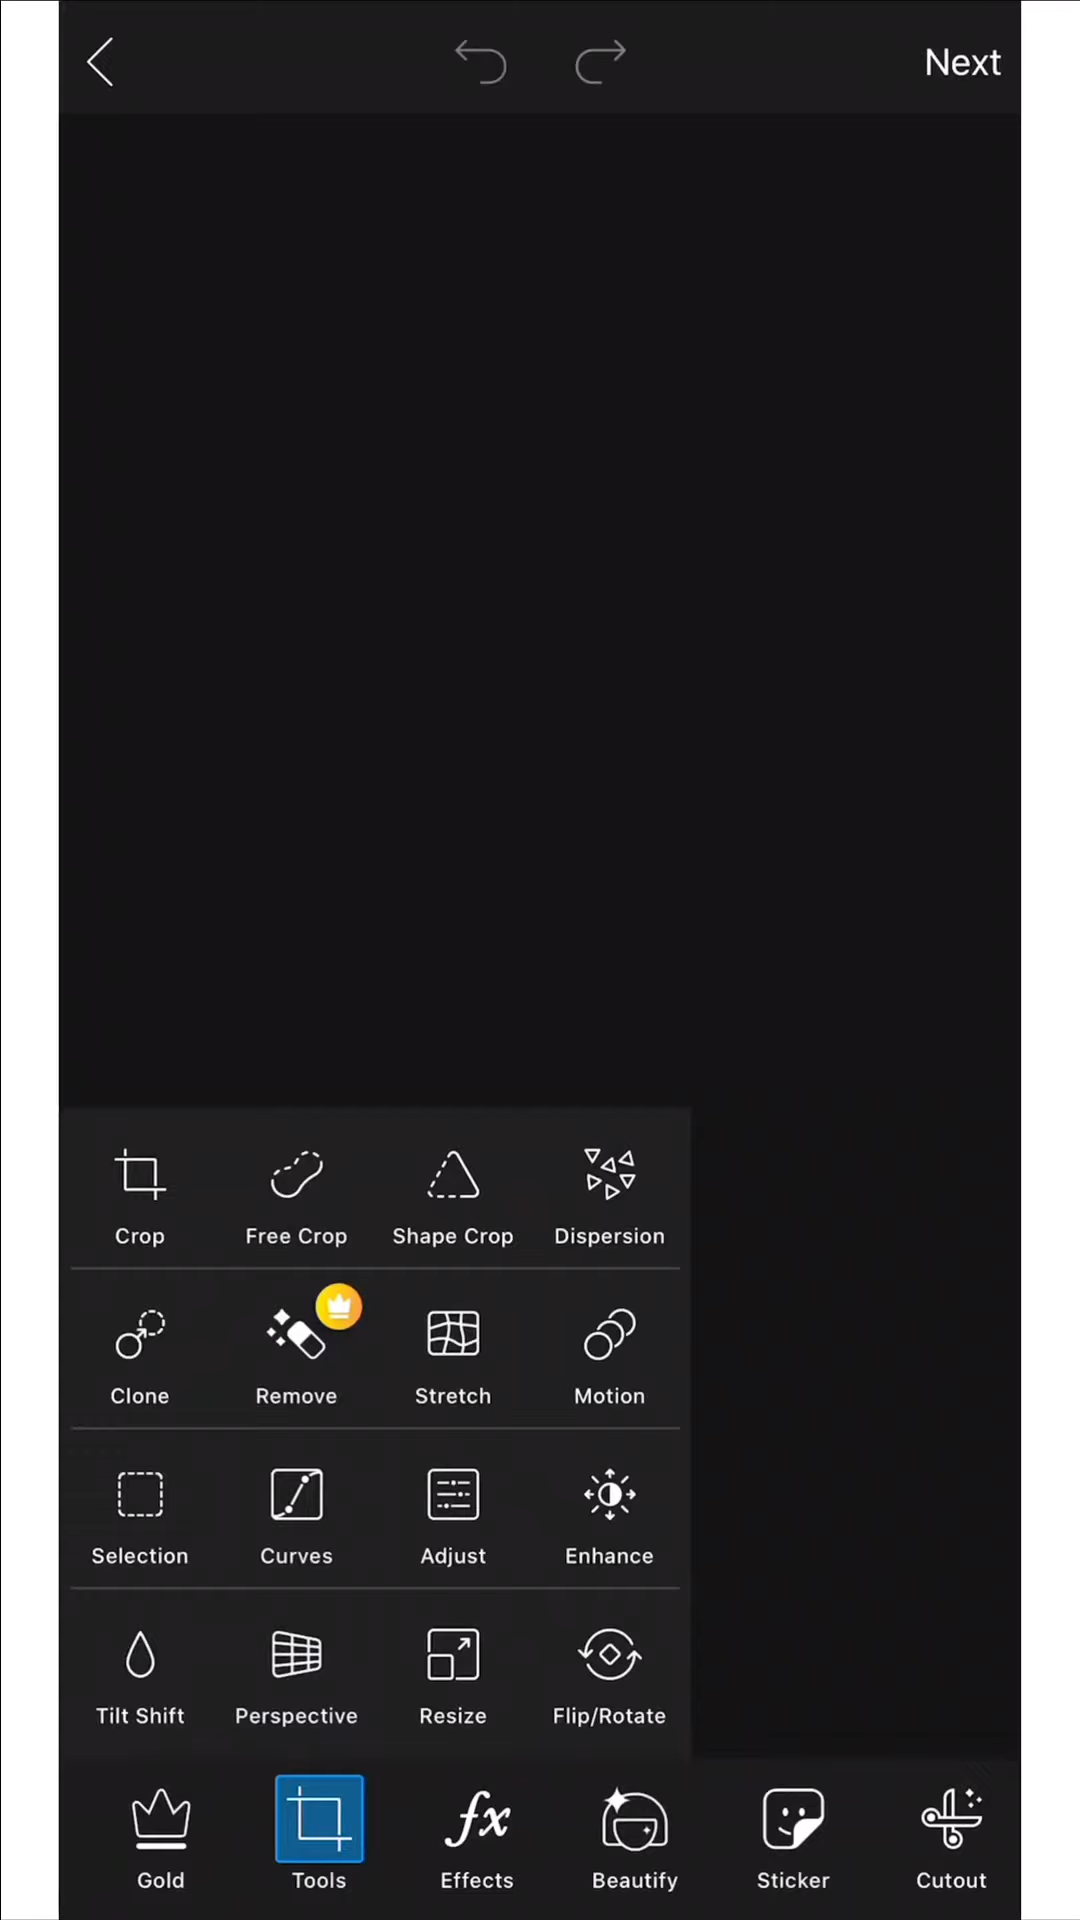 Next
Crop Free Crop Shape Crop Dispersion
Clone Remove Stretch Motion
Selection Curves Adjust Enhance
Tilt Shift Perspective Resize Flip/Rotate
Gold Tools Effects Beautify Sticker Cutout